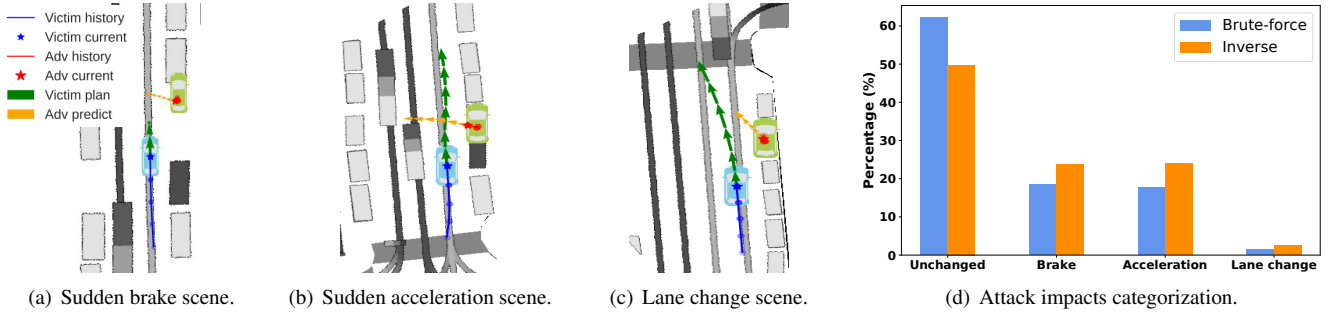 Victim history
Victim current
Adv history
Adv current
Victim plan
Adv predict
(a) Sudden brake scene.
(b) Sudden acceleration scene.
(c) Lane change scene.
Percentage (%)
60
50
40
30
20
10
0
Brute-force
Inverse
Unchanged Brake Acceleration Lane change
(d) Attack impacts categorization.